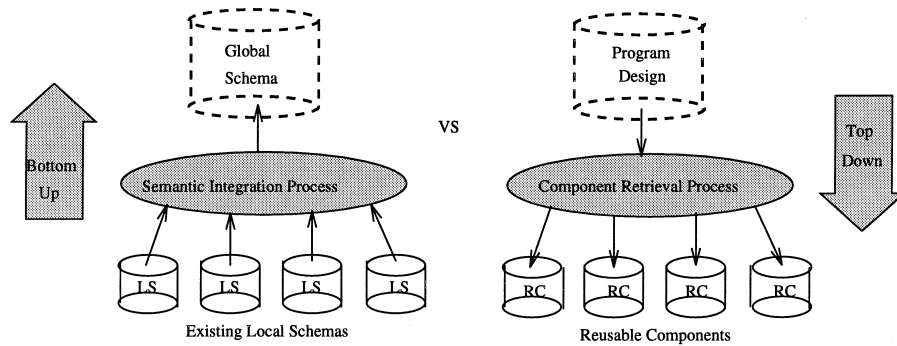 Global
Schema
Bottom
Up
Semantic Integration Process
LS LS LS LS
Existing Local Schemas
VS
Program
Design
Top
Down
Component Retrieval Process
RC RC RC RC
Reusable Components